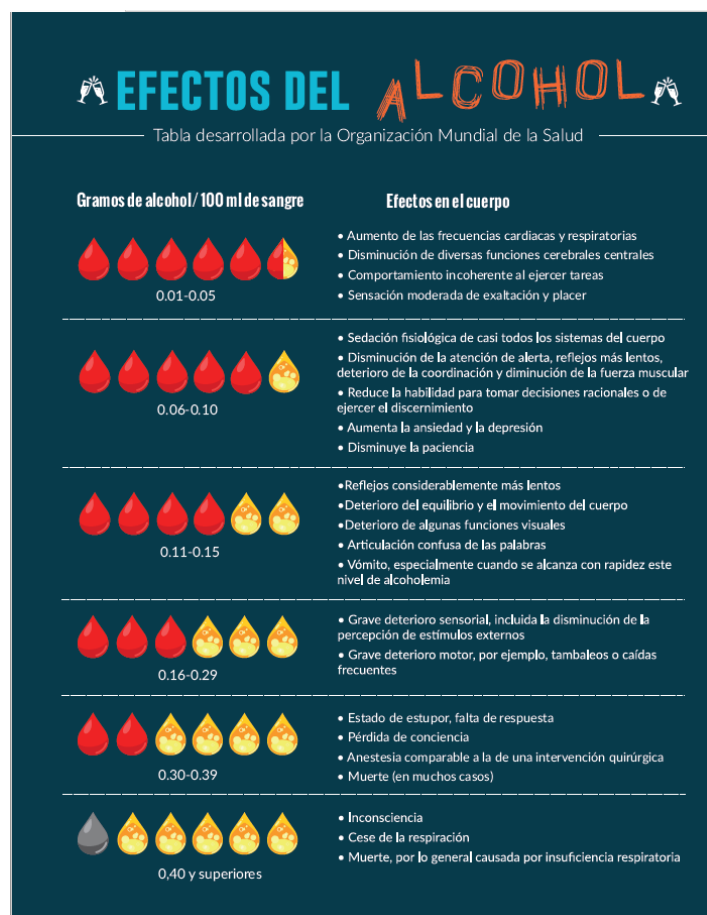 EFECTOS DEL ALCOHOL
Tabla desarrollada por la Organización Mundial de la Salud
Gramos de alcohol/ 100 ml de sangre
Efectos en el cuerpo
0.01-0.05
• Aumento de las frecuencias cardiacas y respiratorias
• Disminución de diversas funciones cerebrales centrales
• Comportamiento incoherente al ejercer tareas
• Sensación moderada de exaltación y placer
0.06-0.10
• Sedación fisiológica de casi todos los sistemas del cuerpo
• Disminución de la atención de alerta, reflejos más lentos,
deterioro de la coordinación y diminución de la fuerza muscular
• Reduce la habilidad para tomar decisiones racionales o de
ejercer el discernimiento
• Aumenta la ansiedad y la depresión
• Disminuye la paciencia
0.11-0.15
•Reflejos considerablemente más lentos
•Deterioro del equilibrio y el movimiento del cuerpo
•Deterioro de algunas funciones visuales
• Articulación confusa de las palabras
• Vómito, especialmente cuando se alcanza con rapidez este
nivel de alcoholemia
0.16-0.29
• Grave deterioro sensorial, incluida la disminución de la
percepción de estímulos externos
• Grave deterioro motor, por ejemplo, tambaleos o caídas
frecuentes
0.30-0.39
• Estado de estupor, falta de respuesta
• Pérdida de conciencia
• Anestesia comparable a la de una intervención quirúrgica
• Muerte (en muchos casos)
0,40 y superiores
• Inconsciencia
• Cese de la respiración
• Muerte, por lo general causada por insuficiencia respiratoria